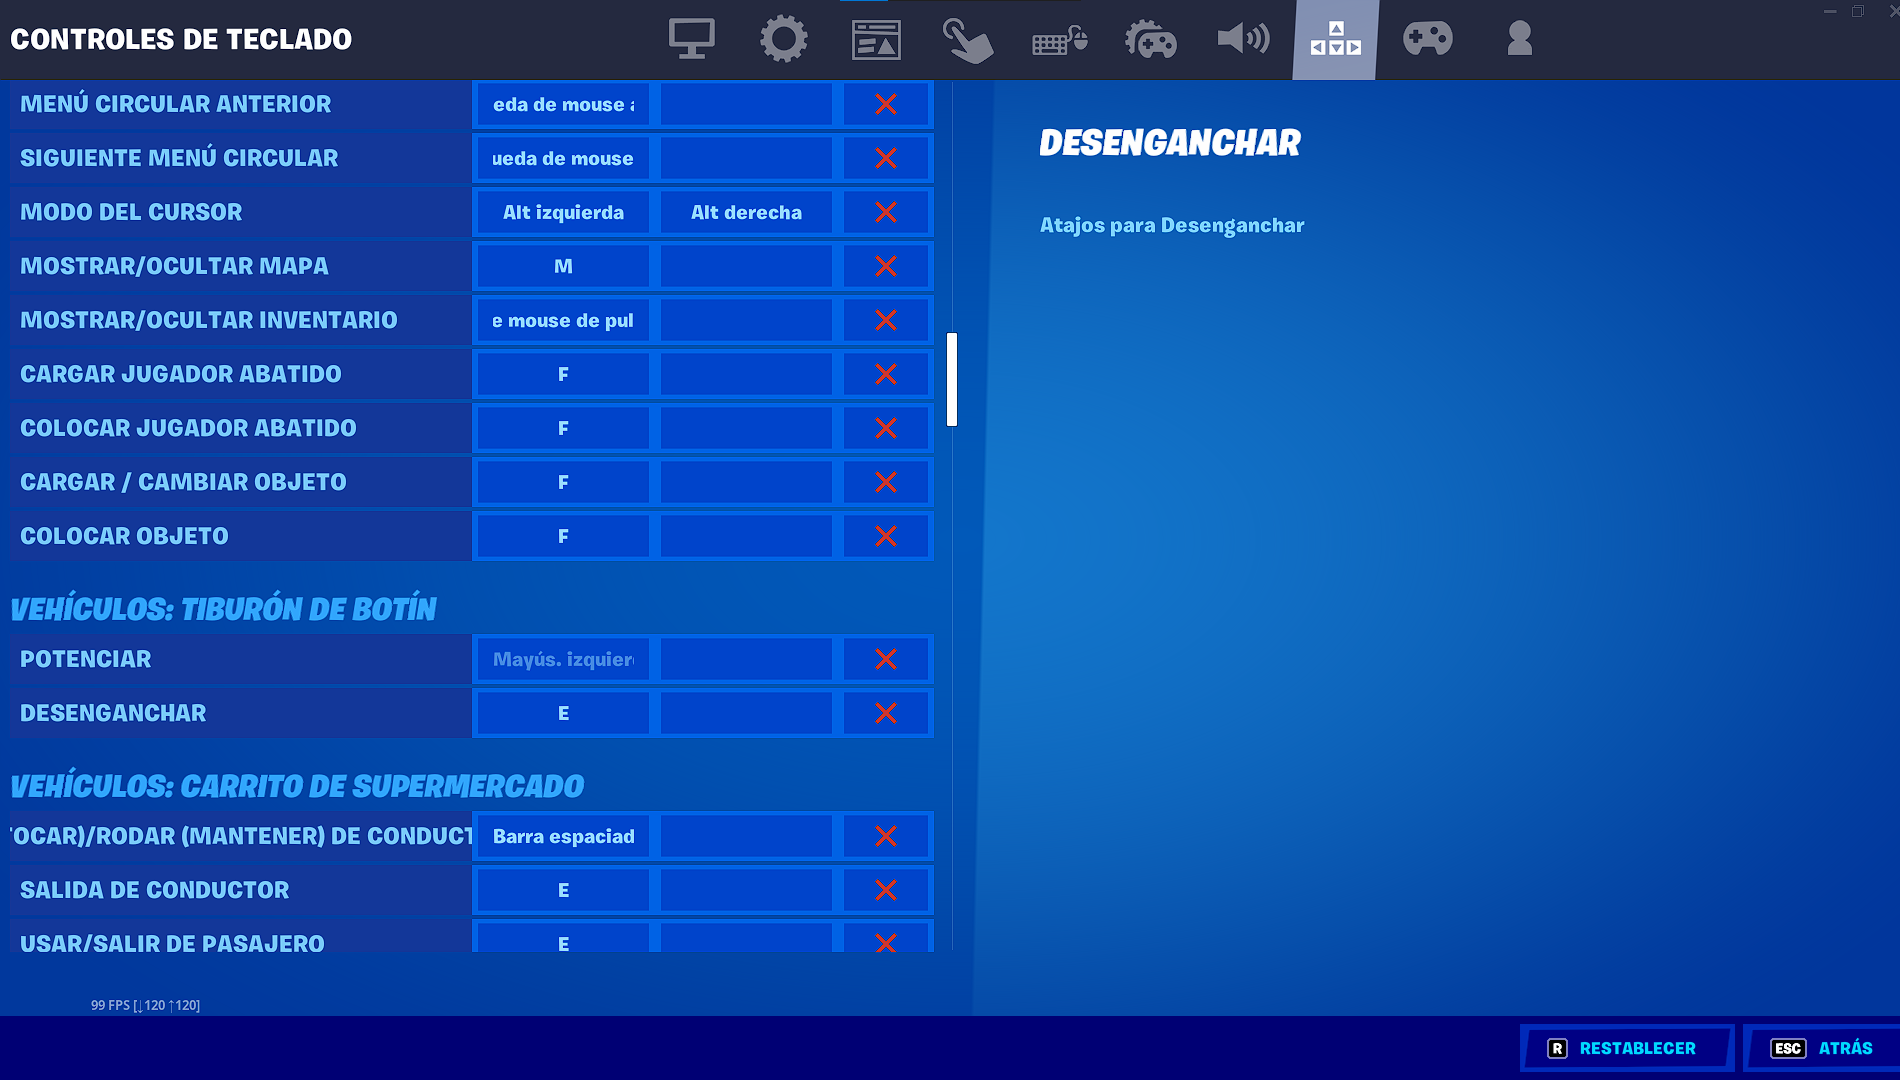 CONTROLES DE TECLADO
MENÚ CIRCULAR ANTERIOR eda de mouse a
SIGUIENTE MENÚ CIRCULAR ueda de mouse
MODO DEL CURSOR Alt izquierda Alt derecha
MOSTRAR/OCULTAR MAPA M
MOSTRAR/OCULTAR INVENTARIO e mouse de pul
CARGAR JUGADOR ABATIDO F
COLOCAR JUGADOR ABATIDO F
CARGAR / CAMBIAR OBJETO F
COLOCAR OBJETO F
VEHÍCULOS: TIBURÓN DE BOTÍN
POTENCIAR Mayús. izquier
DESENGANCHAR E
VEHÍCULOS: CARRITO DE SUPERMERCADO
TOCAR)/RODAR (MANTENER) DE CONDUCT Barra espaciad
SALIDA DE CONDUCTOR E
USAR/SALIR DE PASAJERO E
DESENGANCHAR
Atajos para Desenganchar
99 FPS [↓120 ↑120]
R RESTABLECER
ESC ATRÁS